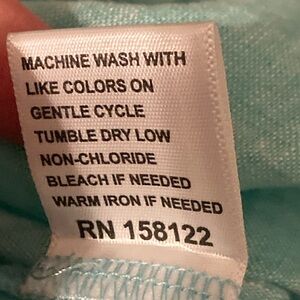 MACHINE WASH WITH
LIKE COLORS ON
GENTLE CYCLE
TUMBLE DRY LOW
NON-CHLORIDE
BLEACH IF NEEDED
WARM IRON IF NEEDED
RN 158122